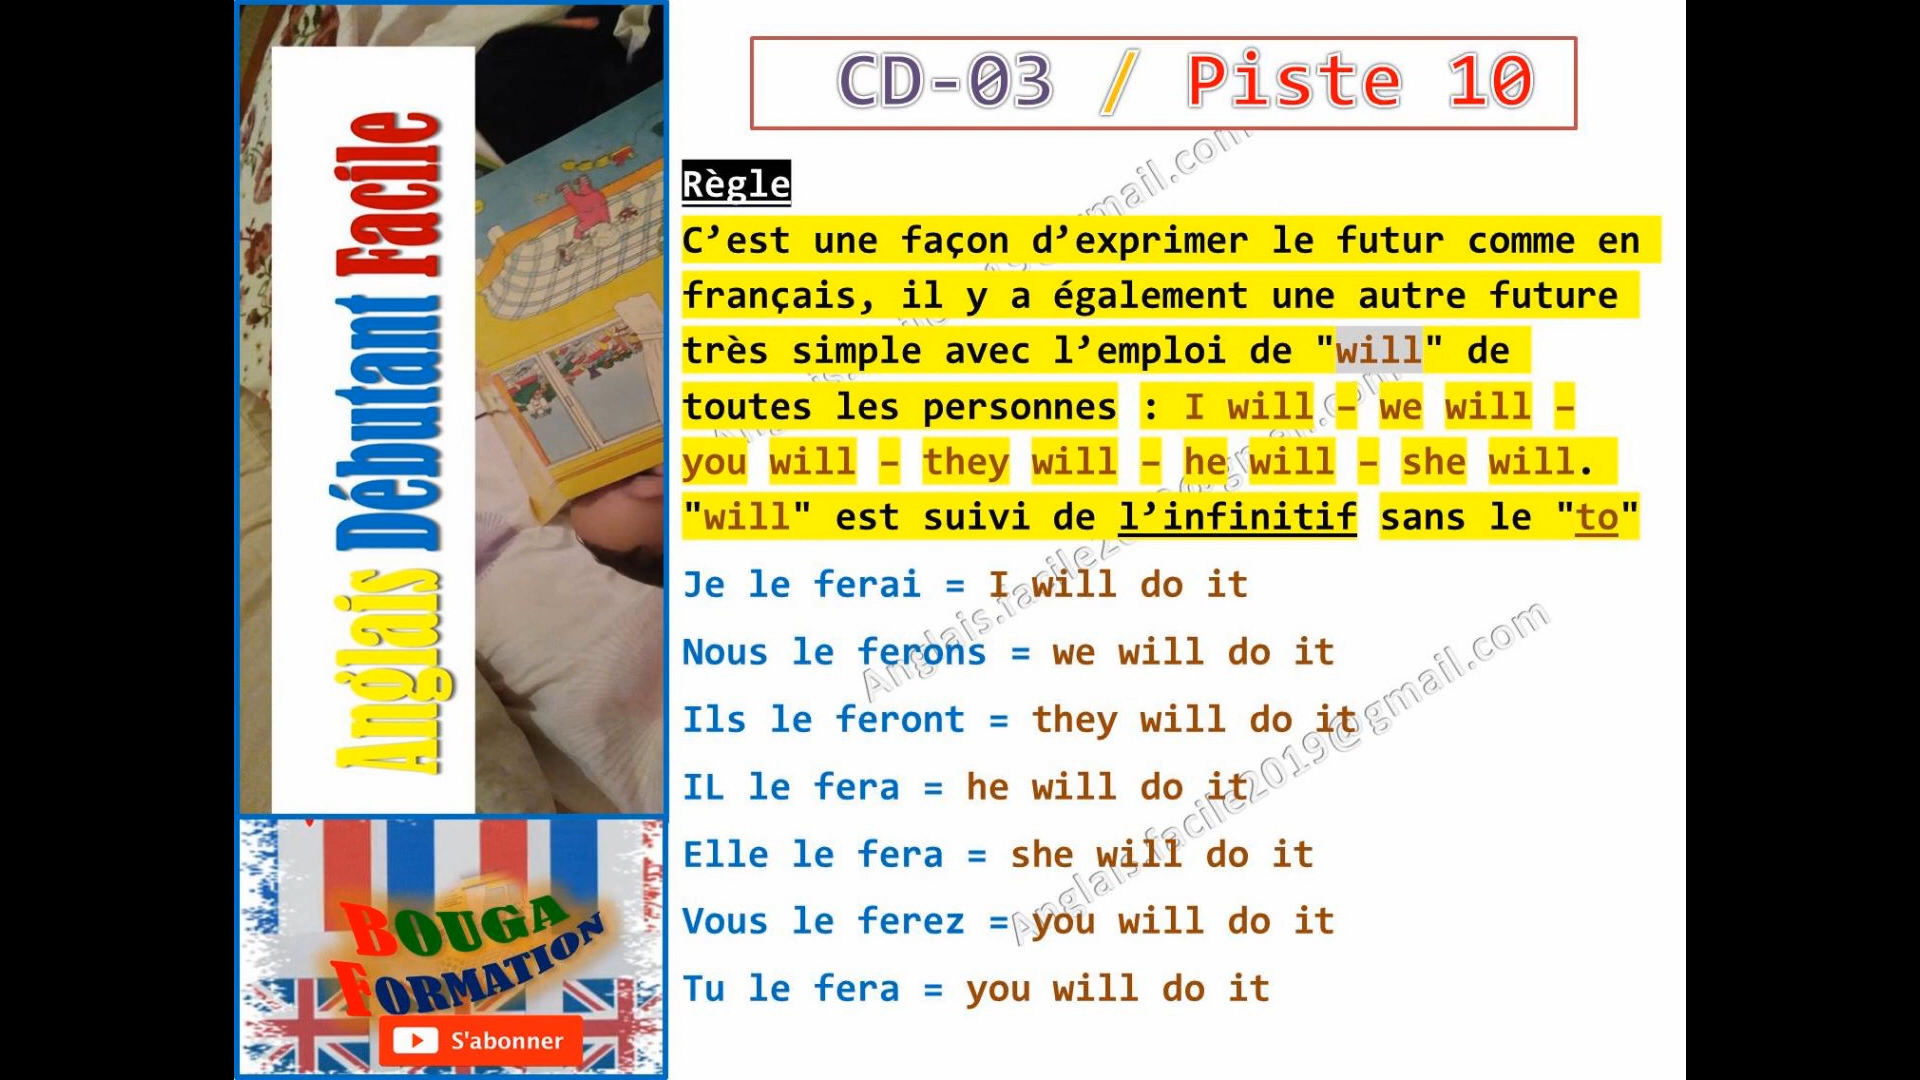 Anglais Débutant Facile
BOUGA
FORMATION
S'abonner
CD-03 / Piste 10
Règle
C’est une façon d’exprimer le futur comme en
français, il y a également une autre future
très simple avec l’emploi de "will" de
toutes les personnes : I will – we will –
you will – they will – he will – she will.
"will" est suivi de l’infinitif sans le "to"
Je le ferai = I will do it
Nous le ferons = we will do it
Ils le feront = they will do it
IL le fera = he will do it
Elle le fera = she will do it
Vous le ferez = you will do it
Tu le fera = you will do it
Anglais.facile2019@gmail.com